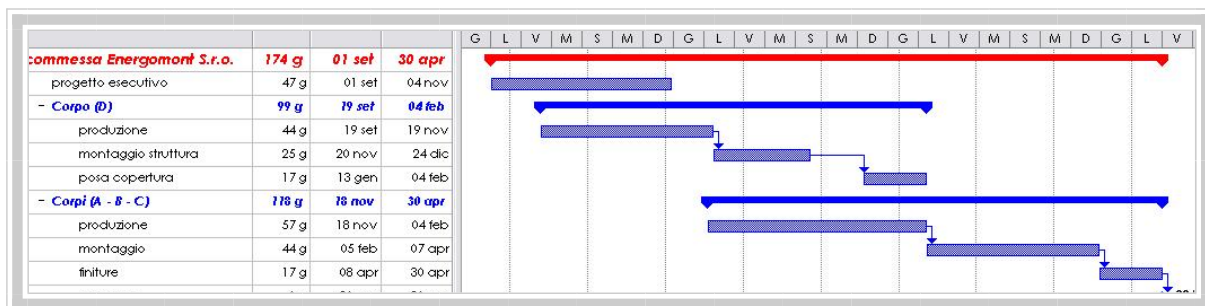 G L V M S M D G L V M S M D G L V M S M D G L V
commessa Energomont S.r.o. 174 g 01 set 30 apr
progetto esecutivo 47 g 01 set 04 nov
- Corpo (D) 99 g 19 set 04 feb
produzione 44 g 19 set 19 nov
montaggio struttura 25 g 20 nov 24 dic
posa copertura 17 g 13 gen 04 feb
- Corpi (A - B - C) 118 g 18 nov 30 apr
produzione 57 g 18 nov 04 feb
montaggio 44 g 05 feb 07 apr
finiture 17 g 08 apr 30 apr